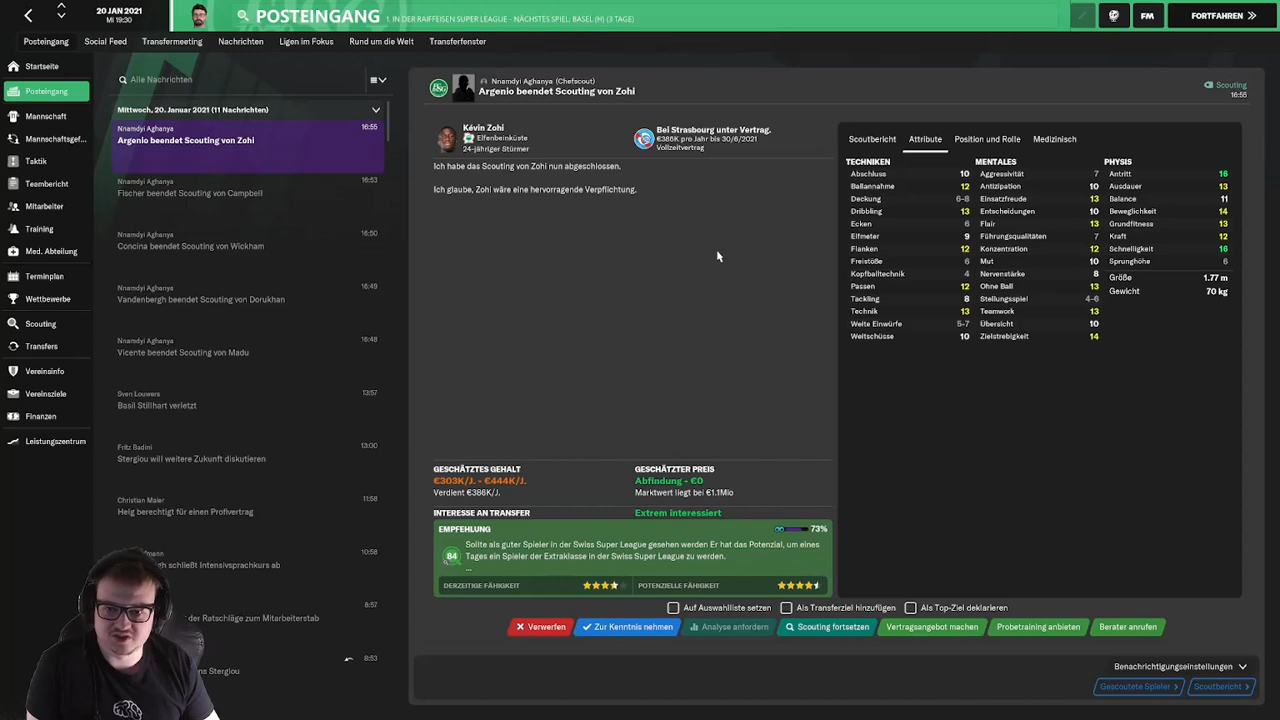 20 JAN 2021
MI 19:30
POSTEINGANG
1. IN DER RAIFFEISEN SUPER LEAGUE - NÄCHSTES SPIEL: BASEL (H) (3 TAGE)
FM
FORTFAHREN
Posteingang
Social Feed
Transfermeeting
Nachrichten
Ligen im Fokus
Rund um die Welt
Transferfenster
Startseite
Posteingang
Mannschaft
Mannschaftsgef...
Taktik
Teambericht
Mitarbeiter
Training
Med. Abteilung
Terminplan
Wettbewerbe
Scouting
Transfers
Vereinsinfo
Vereinsziele
Finanzen
Leistungszentrum
Alle Nachrichten
Mittwoch, 20. Januar 2021 (11 Nachrichten)
Nnamdyi Aghanya 16:55
Argenio beendet Scouting von Zohi
Nnamdyi Aghanya 16:53
Fischer beendet Scouting von Campbell
Nnamdyi Aghanya 16:50
Concina beendet Scouting von Wickham
Nnamdyi Aghanya 16:49
Vandenbergh beendet Scouting von Dorukhan
Nnamdyi Aghanya 16:48
Vicente beendet Scouting von Madu
Sven Louwers 13:57
Basil Stillhart verletzt
Fritz Badini 13:00
Stergiou will weitere Zukunft diskutieren
Christian Maier 11:58
Helg berechtigt für einen Profivertrag
10:58
schließt Intensivsprachkurs ab
8:57
der Ratschläge zum Mitarbeiterstab
8:53
Stergiou
Nnamdyi Aghanya (Chefscout)
Argenio beendet Scouting von Zohi
Scouting
16:55
Kévin Zohi
Elfenbeinküste
24-jähriger Stürmer
Bei Strasbourg unter Vertrag.
€386K pro Jahr bis 30/6/2021
Vollzeitvertrag
Ich habe das Scouting von Zohi nun abgeschlossen.
Ich glaube, Zohi wäre eine hervorragende Verpflichtung.
GESCHÄTZTES GEHALT
€303K/J. - €444K/J.
Verdient €386K/J.
GESCHÄTZTER PREIS
Abfindung - €0
Marktwert liegt bei €1.1Mio
INTERESSE AN TRANSFER
Extrem interessiert
EMPFEHLUNG 73%
84
Sollte als guter Spieler in der Swiss Super League gesehen werden Er hat das Potenzial, um eines
Tages ein Spieler der Extraklasse in der Swiss Super League zu werden.
...
DERZEITIGE FÄHIGKEIT
POTENZIELLE FÄHIGKEIT
Scoutbericht
Attribute
Position und Rolle
Medizinisch
TECHNIKEN
Abschluss 10
Ballannahme 12
Deckung 6-8
Dribbling 13
Ecken 6
Elfmeter 9
Flanken 12
Freistöße 6
Kopfballtechnik 4
Passen 12
Tackling 8
Technik 13
Weite Einwürfe 5-7
Weitschüsse 10
MENTALES
Aggressivität 7
Antizipation 10
Einsatzfreude 13
Entscheidungen 10
Flair 13
Führungsqualitäten 7
Konzentration 12
Mut 10
Nervenstärke 8
Ohne Ball 13
Stellungsspiel 4-6
Teamwork 13
Übersicht 10
Zielstrebigkeit 14
PHYSIS
Antritt 16
Ausdauer 13
Balance 11
Beweglichkeit 14
Grundfitness 13
Kraft 12
Schnelligkeit 16
Sprunghöhe 6
Größe 1.77 m
Gewicht 70 kg
Auf Auswahlliste setzen
Als Transferziel hinzufügen
Als Top-Ziel deklarieren
Verwerfen
Zur Kenntnis nehmen
Analyse anfordern
Scouting fortsetzen
Vertragsangebot machen
Probetraining anbieten
Berater anrufen
Benachrichtigungseinstellungen
Gescoutete Spieler
Scoutbericht